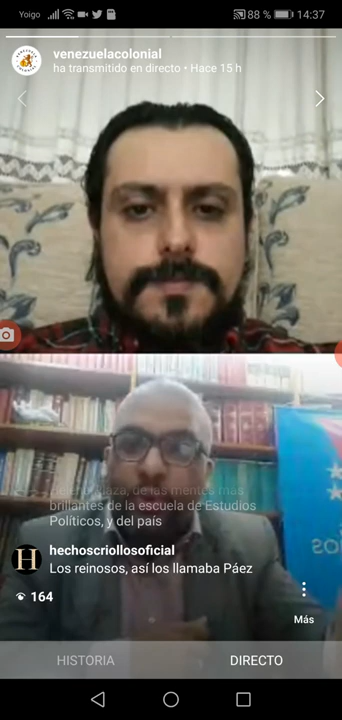 Yoigo
88 %
14:37
venezuelacolonial
ha transmitido en directo • Hace 15 h
de las mentes más
brillantes de la escuela de Estudios
Políticos, y del país
H
hechoscriollosoficial
Los reinosos, así los llamaba Páez
164
Más
HISTORIA
DIRECTO